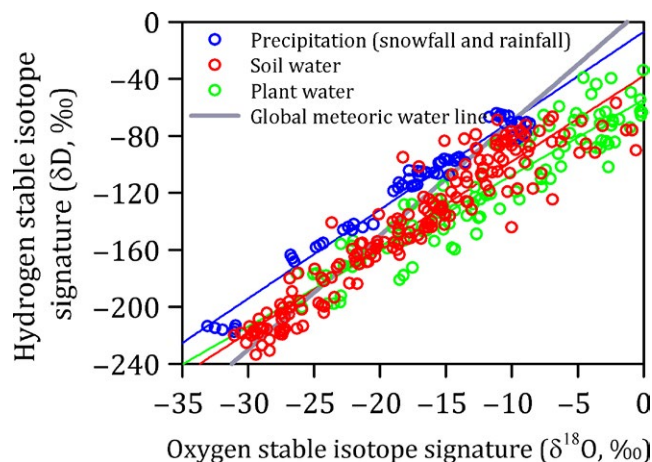 0
−40
−80
−120
−160
−200
−240
Hydrogen stable isotope
signature (δD, ‰)
Precipitation (snowfall and rainfall)
Soil water
Plant water
Global meteoric water line
−35 −30 −25 −20 −15 −10 −5 0
Oxygen stable isotope signature (δ¹⁸O, ‰)